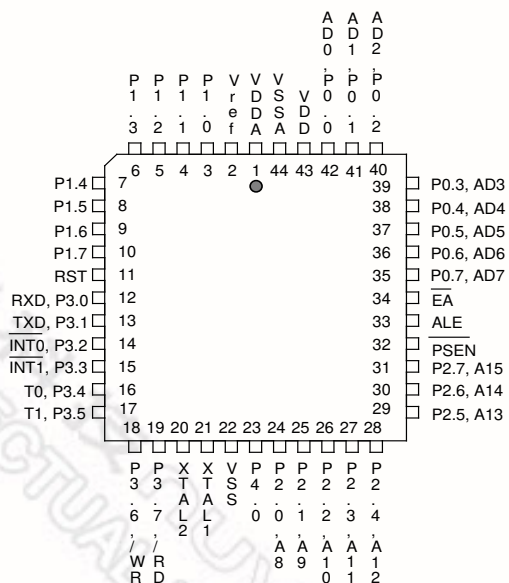 P1.3
P1.2
P1.1
P1.0
Vref
VDDA
VSSA
VDD
AD0,P0.0
AD1,P0.1
AD2,P0.2
6 5 4 3 2 1 44 43 42 41 40
P1.4 7
P1.5 8
P1.6 9
P1.7 10
RST 11
RXD, P3.0 12
TXD, P3.1 13
INT0, P3.2 14
INT1, P3.3 15
T0, P3.4 16
T1, P3.5 17
39 P0.3, AD3
38 P0.4, AD4
37 P0.5, AD5
36 P0.6, AD6
35 P0.7, AD7
34 EA
33 ALE
32 PSEN
31 P2.7, A15
30 P2.6, A14
29 P2.5, A13
18 19 20 21 22 23 24 25 26 27 28
P3.6,/WR
P3.7,/RD
XTAL2
XTAL1
VSS
P4.0
P2.0,A8
P2.1,A9
P2.2,A10
P2.3,A11
P2.4,A12